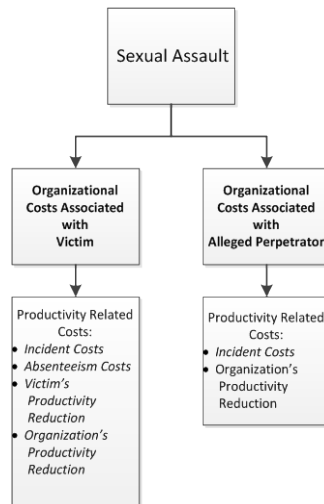 Sexual Assault
Organizational
Costs Associated
with
Victim
Organizational
Costs Associated
with
Alleged Perpetrator
Productivity Related
Costs:
• Incident Costs
• Absenteeism Costs
• Victim's
Productivity
Reduction
• Organization's
Productivity
Reduction
Productivity Related
Costs:
• Incident Costs
• Organization's
Productivity
Reduction